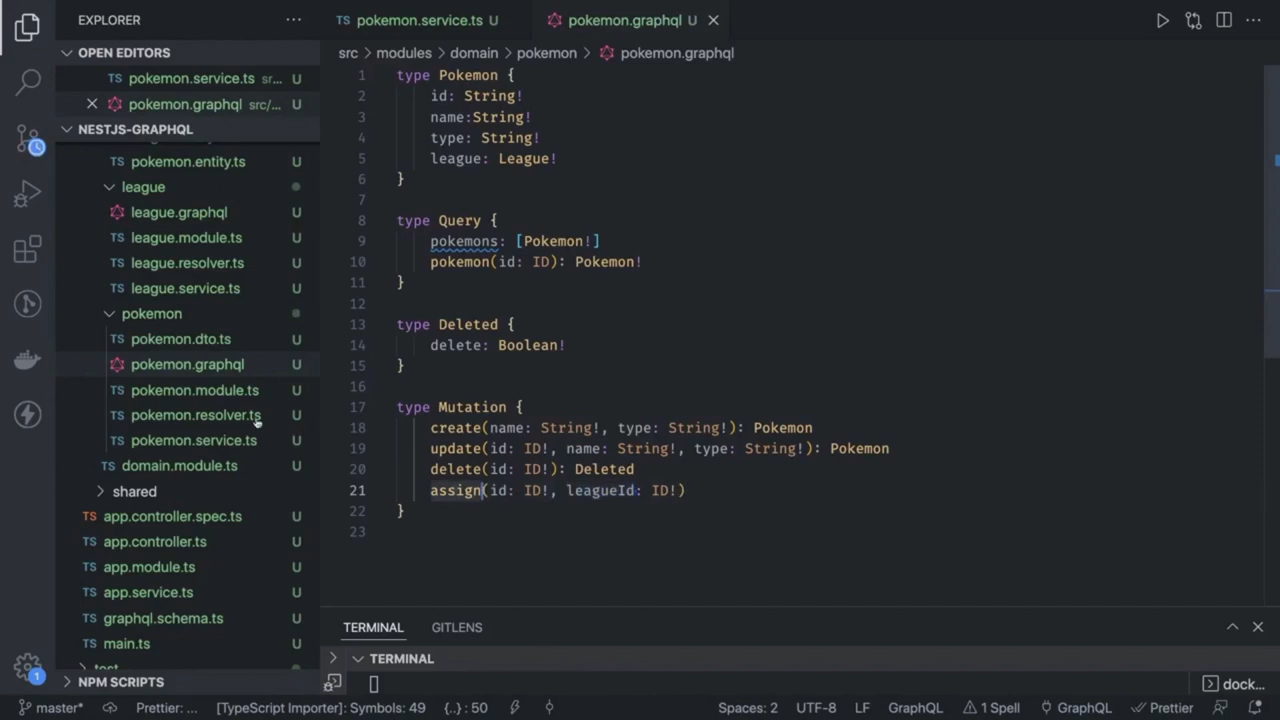 EXPLORER
OPEN EDITORS
TS pokemon.service.ts sr... U
pokemon.graphql src/... U
NESTJS-GRAPHQL
TS pokemon.entity.ts U
league
league.graphql U
TS league.module.ts U
TS league.resolver.ts U
TS league.service.ts U
pokemon
TS pokemon.dto.ts U
pokemon.graphql U
TS pokemon.module.ts U
TS pokemon.resolver.ts U
TS pokemon.service.ts U
TS domain.module.ts U
shared
TS app.controller.spec.ts U
TS app.controller.ts U
TS app.module.ts U
TS app.service.ts U
TS graphql.schema.ts U
TS main.ts U
test
NPM SCRIPTS
TS pokemon.service.ts U
pokemon.graphql U
src > modules > domain > pokemon > pokemon.graphql
1 type Pokemon {
2 id: String!
3 name:String!
4 type: String!
5 league: League!
6 }
7
8 type Query {
9 pokemons: [Pokemon!]
10 pokemon(id: ID): Pokemon!
11 }
12
13 type Deleted {
14 delete: Boolean!
15 }
16
17 type Mutation {
18 create(name: String!, type: String!): Pokemon
19 update(id: ID!, name: String!, type: String!): Pokemon
20 delete(id: ID!): Deleted
21 assign(id: ID!, leagueId: ID!)
22 }
23
TERMINAL GITLENS
TERMINAL
dock...
1
master* Prettier: ... [TypeScript Importer]: Symbols: 49 {..} : 50 Spaces: 2 UTF-8 LF GraphQL 1 Spell GraphQL Prettier